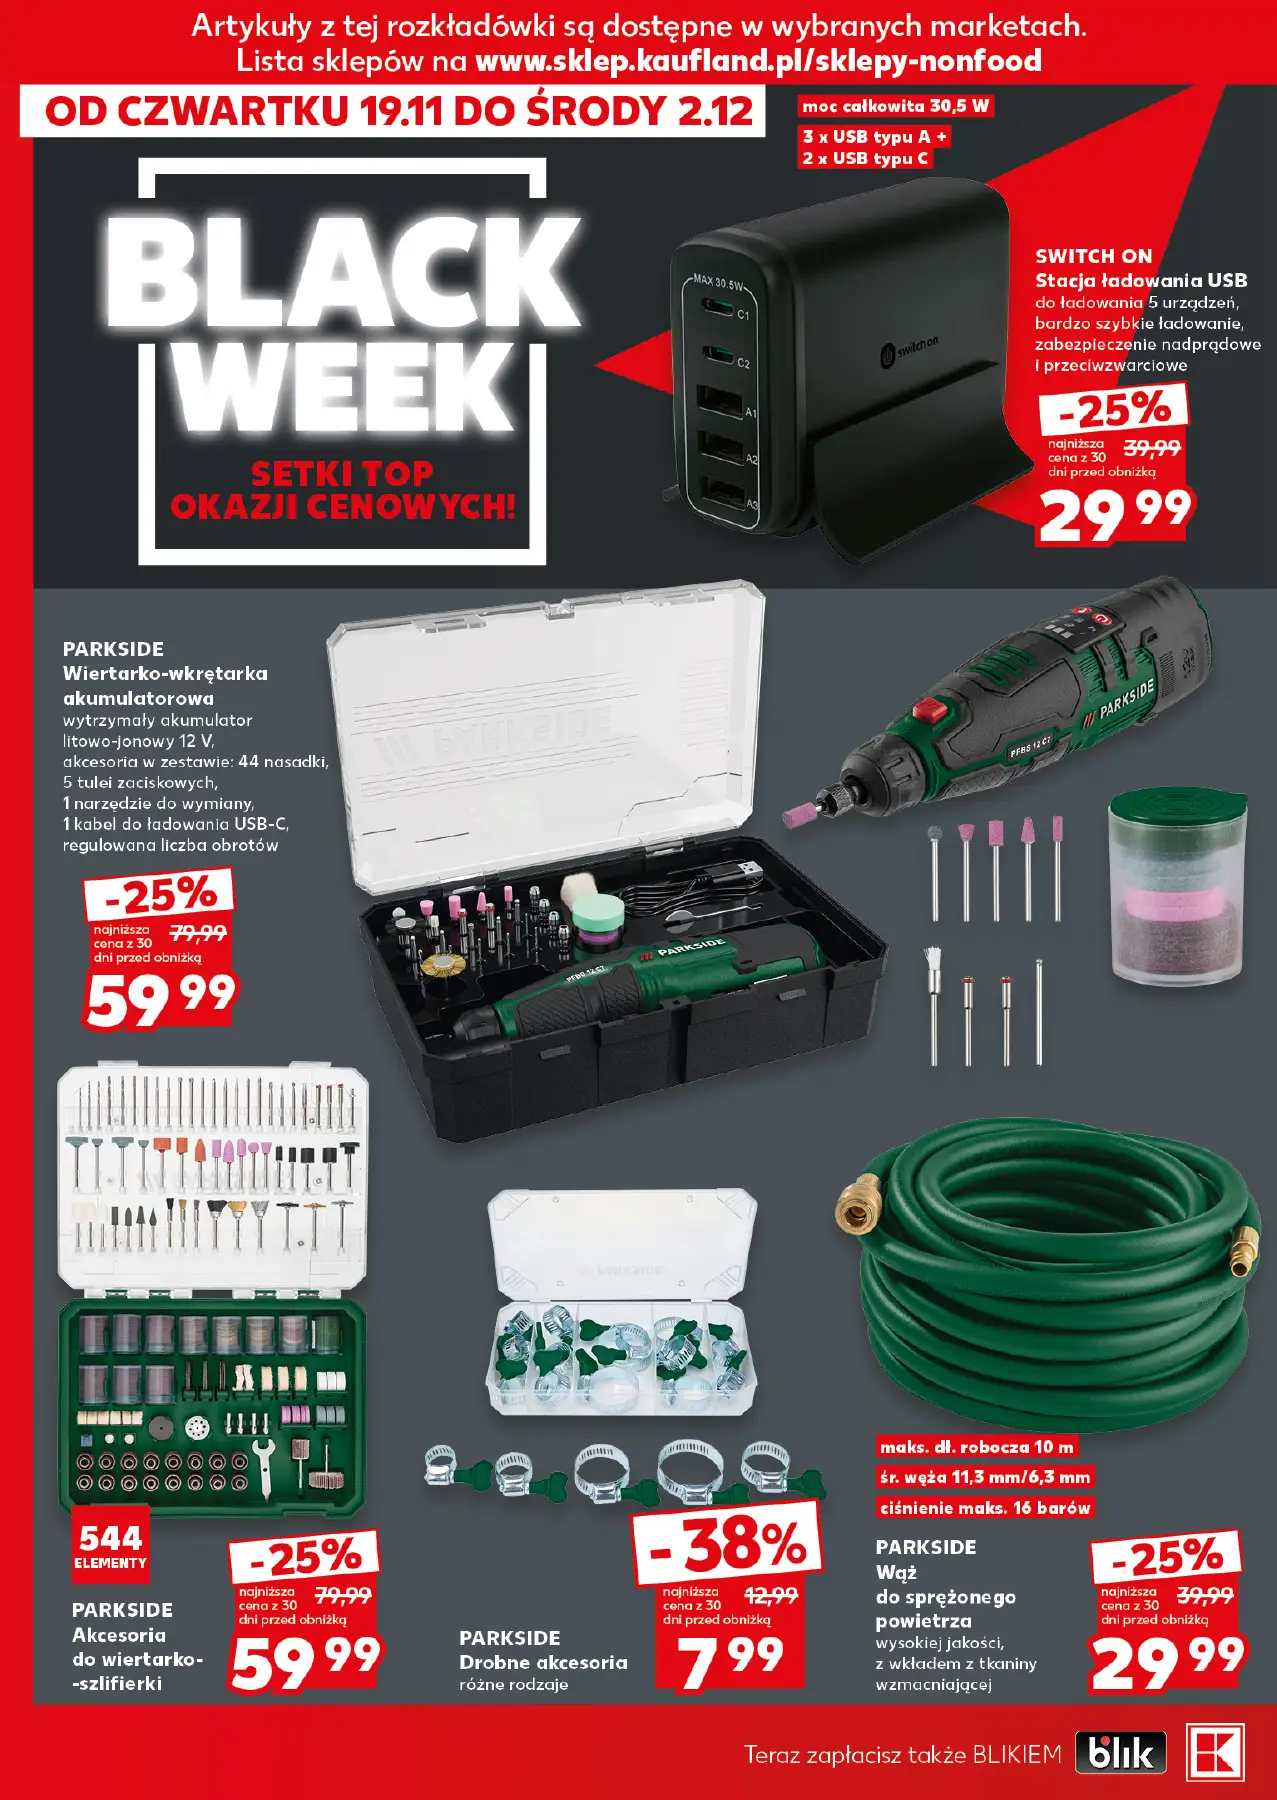 Artykuły z tej rozkładówki są dostępne w wybranych marketach.
Lista sklepów na www.sklep.kaufland.pl/sklepy-nonfood
OD CZWARTKU 19.11 DO ŚRODY 2.12
BLACK
WEEK
SETKI TOP
OKAZJI CENOWYCH!
moc całkowita 30,5 W
3 x USB typu A +
2 x USB typu C
MAX 30.5W
C1
C2
A1
A2
A3
switch on
SWITCH ON
Stacja ładowania USB
do ładowania 5 urządzeń,
bardzo szybkie ładowanie,
zabezpieczenie nadprądowe
i przeciwzwarciowe
-25%
najniższa
cena z 30
dni przed obniżką
39,99
29 99
PARKSIDE
Wiertarko-wkrętarka
akumulatorowa
wytrzymały akumulator
litowo-jonowy 12 V,
akcesoria w zestawie: 44 nasadki,
5 tulei zaciskowych,
1 narzędzie do wymiany,
1 kabel do ładowania USB-C,
regulowana liczba obrotów
-25%
najniższa
cena z 30
dni przed obniżką
79,99
59 99
PARKSIDE
PARKSIDE
PFBS 12 C7
PARKSIDE
PFBS 12 C7
PARKSIDE
544
ELEMENTY
PARKSIDE
Akcesoria
do wiertarko-
-szlifierki
-25%
najniższa
cena z 30
dni przed obniżką
79,99
59 99
PARKSIDE
Drobne akcesoria
różne rodzaje
-38%
najniższa
cena z 30
dni przed obniżką
12,99
7 99
maks. dł. robocza 10 m
śr. węża 11,3 mm/6,3 mm
ciśnienie maks. 16 barów
PARKSIDE
Wąż
do sprężonego
powietrza
wysokiej jakości,
z wkładem z tkaniny
wzmacniającej
-25%
najniższa
cena z 30
dni przed obniżką
39,99
29 99
Teraz zapłacisz także BLIKIEM
blik
K